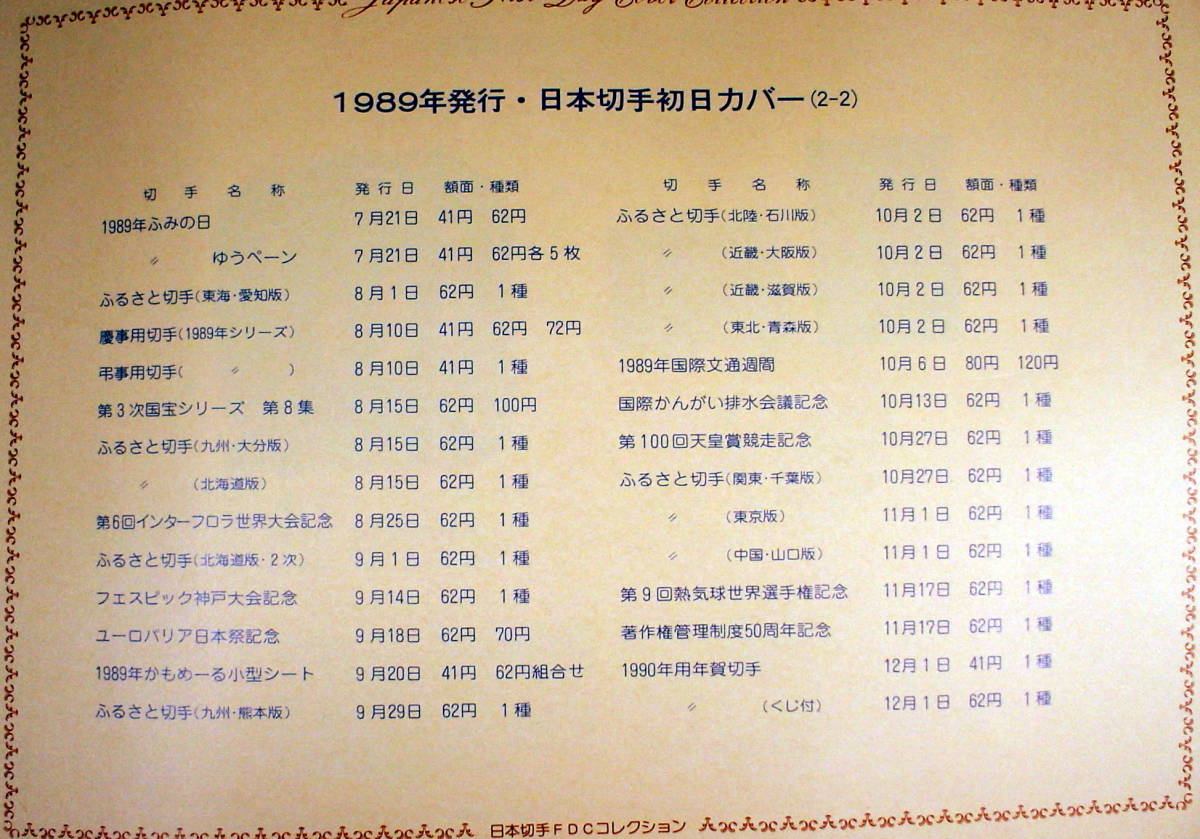 Japanese First Day Cover Collection
1989年発行・日本切手初日カバー(2-2)
切手名称 発行日 額面・種類
1989年ふみの日 7月21日 41円 62円
〃 ゆうペーン 7月21日 41円 62円各5枚
ふるさと切手(東海・愛知版) 8月1日 62円 1種
慶事用切手(1989年シリーズ) 8月10日 41円 62円 72円
弔事用切手( 〃 ) 8月10日 41円 1種
第3次国宝シリーズ 第8集 8月15日 62円 100円
ふるさと切手(九州・大分版) 8月15日 62円 1種
〃 (北海道版) 8月15日 62円 1種
第6回インターフロラ世界大会記念 8月25日 62円 1種
ふるさと切手(北海道版・2次) 9月1日 62円 1種
フェスピック神戸大会記念 9月14日 62円 1種
ユーロパリア日本祭記念 9月18日 62円 70円
1989年かもめーる小型シート 9月20日 41円 62円組合せ
ふるさと切手(九州・熊本版) 9月29日 62円 1種
切手名称 発行日 額面・種類
ふるさと切手(北陸・石川版) 10月2日 62円 1種
〃 (近畿・大阪版) 10月2日 62円 1種
〃 (近畿・滋賀版) 10月2日 62円 1種
〃 (東北・青森版) 10月2日 62円 1種
1989年国際文通週間 10月6日 80円 120円
国際かんがい排水会議記念 10月13日 62円 1種
第100回天皇賞競走記念 10月27日 62円 1種
ふるさと切手(関東・千葉版) 10月27日 62円 1種
〃 (東京版) 11月1日 62円 1種
〃 (中国・山口版) 11月1日 62円 1種
第9回熱気球世界選手権記念 11月17日 62円 1種
著作権管理制度50周年記念 11月17日 62円 1種
1990年用年賀切手 12月1日 41円 1種
〃 (くじ付) 12月1日 62円 1種
日本切手FDCコレクション